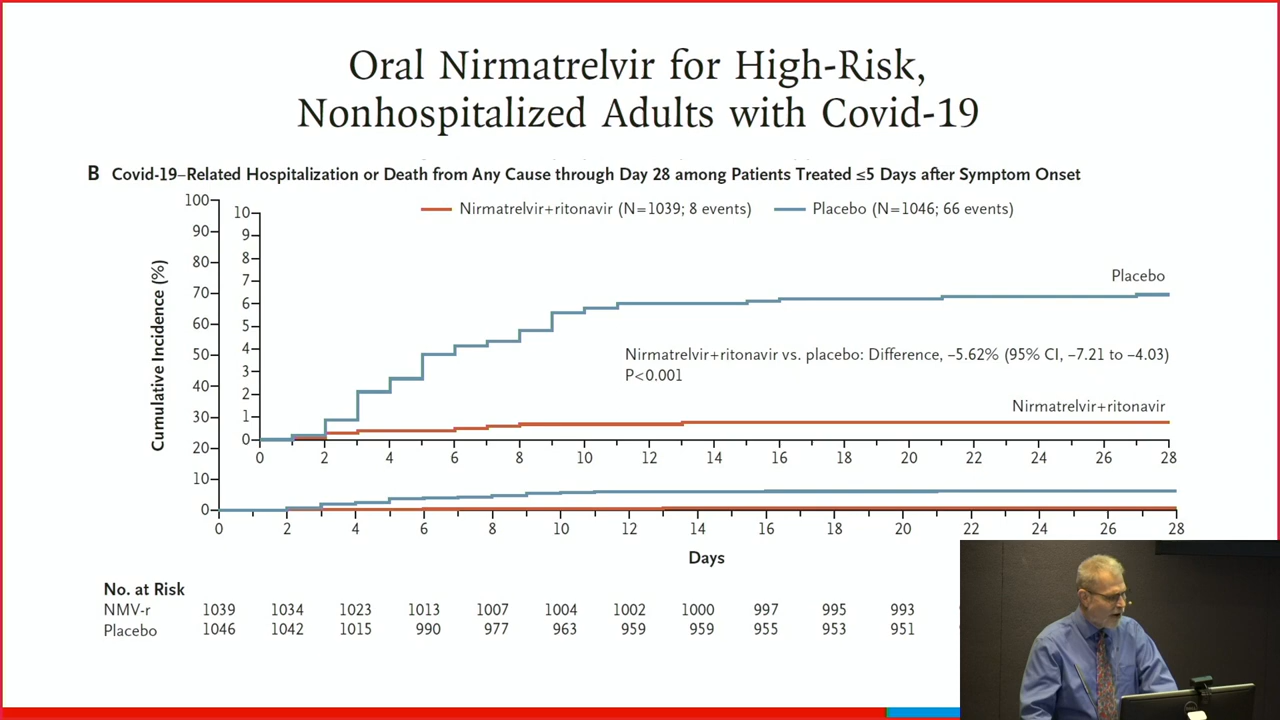 Oral Nirmatrelvir for High-Risk,
Nonhospitalized Adults with Covid-19
B Covid-19–Related Hospitalization or Death from Any Cause through Day 28 among Patients Treated ≤5 Days after Symptom Onset
Nirmatrelvir+ritonavir (N=1039; 8 events) Placebo (N=1046; 66 events)
Cumulative Incidence (%)
100
90
80
70
60
50
40
30
20
10
0
10
9
8
7
6
5
4
3
2
1
0
Placebo
Nirmatrelvir+ritonavir vs. placebo: Difference, –5.62% (95% CI, –7.21 to –4.03)
P<0.001
Nirmatrelvir+ritonavir
0 2 4 6 8 10 12 14 16 18 20 22 24 26 28
0 2 4 6 8 10 12 14 16 18 20 22 24 26 28
Days
No. at Risk
NMV-r 1039 1034 1023 1013 1007 1004 1002 1000 997 995 993
Placebo 1046 1042 1015 990 977 963 959 959 955 953 951